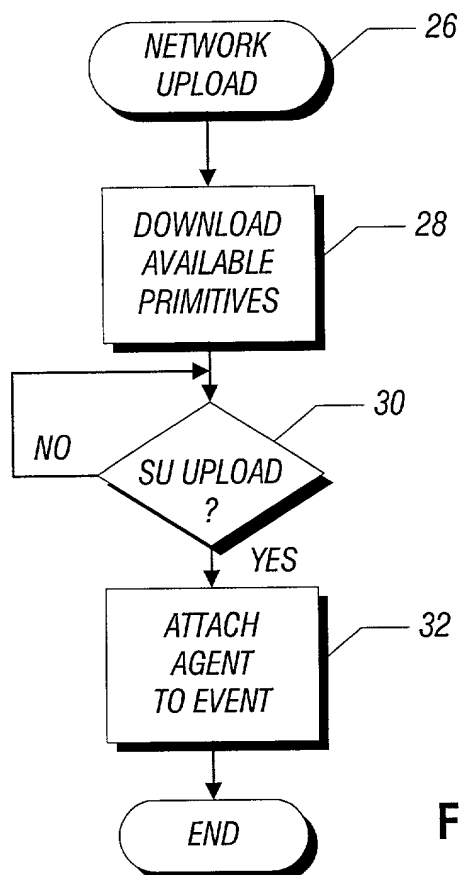 NETWORK
UPLOAD
26
DOWNLOAD
AVAILABLE
PRIMITIVES
28
30
NO
SU UPLOAD
?
YES
ATTACH
AGENT
TO EVENT
32
END
F